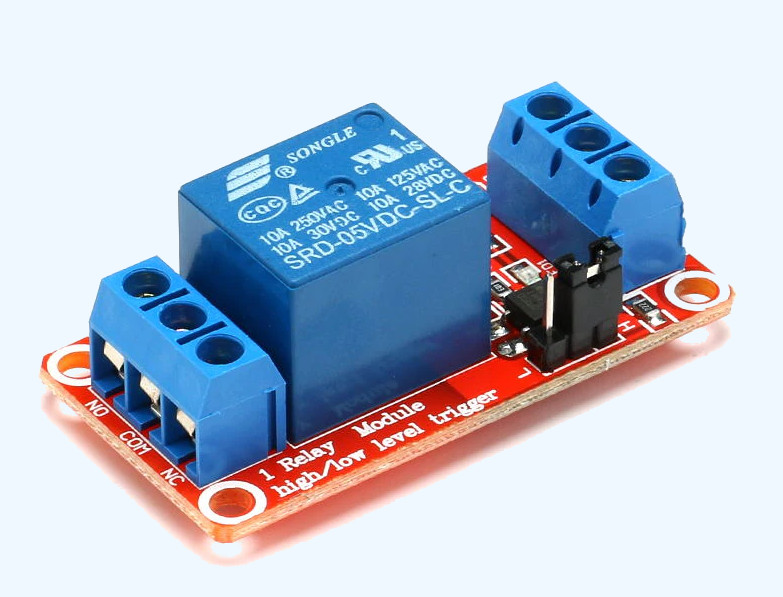 SONGLE
®
c RU US
1
CQC
10A 250VAC 10A 125VAC
10A 30VDC 10A 28VDC
SRD-05VDC-SL-C
NO
COM
NC
1 Relay Module
high/low level trigger
L
H